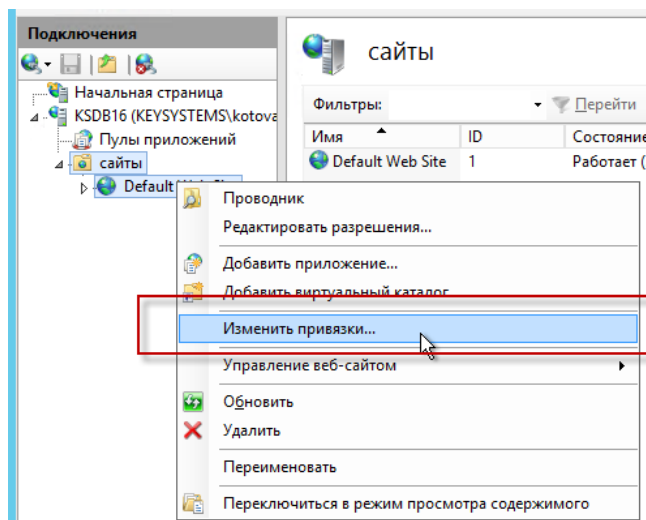 Подключения
сайты
Начальная страница
KSDB16 (KEYSYSTEMS\kotova
Пулы приложений
сайты
Default
Фильтры:
Перейти
Имя ID Состояние
Default Web Site 1 Работает (
Проводник
Редактировать разрешения...
Добавить приложение...
Добавить виртуальный каталог
Изменить привязки...
Управление веб-сайтом
Обновить
Удалить
Переименовать
Переключиться в режим просмотра содержимого